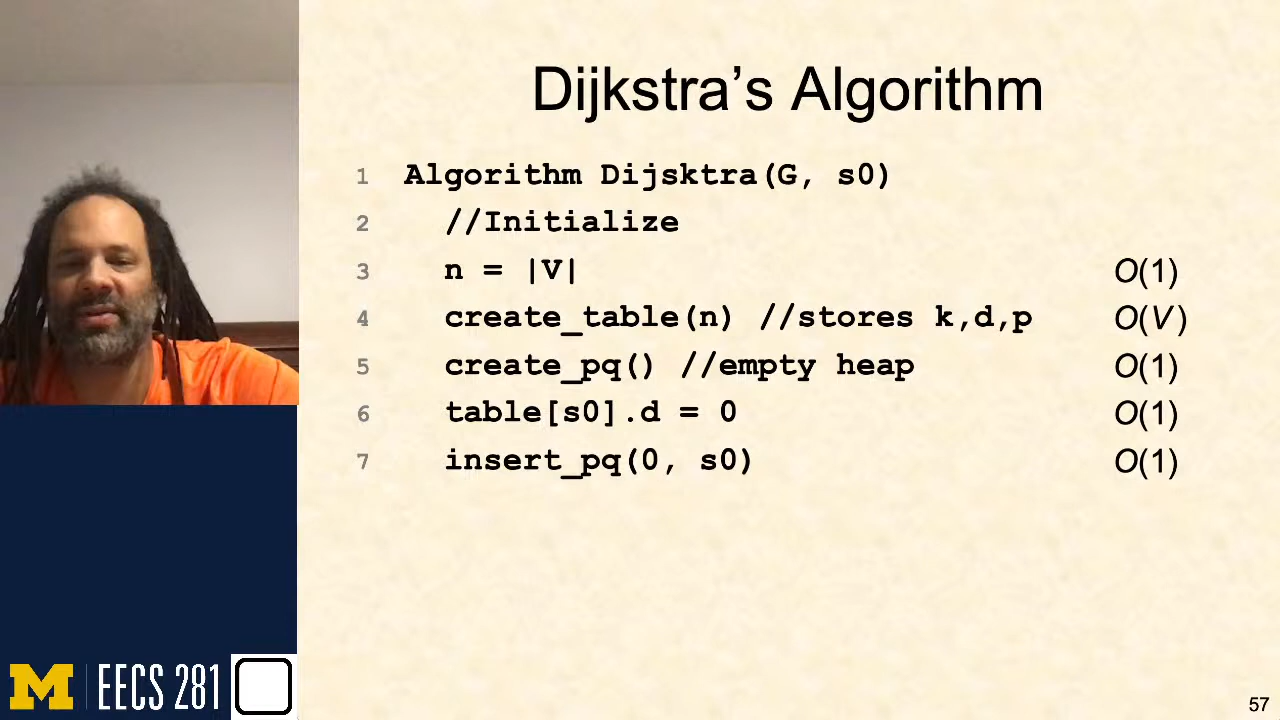 Dijkstra’s Algorithm
1 Algorithm Dijsktra(G, s0)
2 //Initialize
3 n = |V| O(1)
4 create_table(n) //stores k,d,p O(V)
5 create_pq() //empty heap O(1)
6 table[s0].d = 0 O(1)
7 insert_pq(0, s0) O(1)
M EECS 281
57